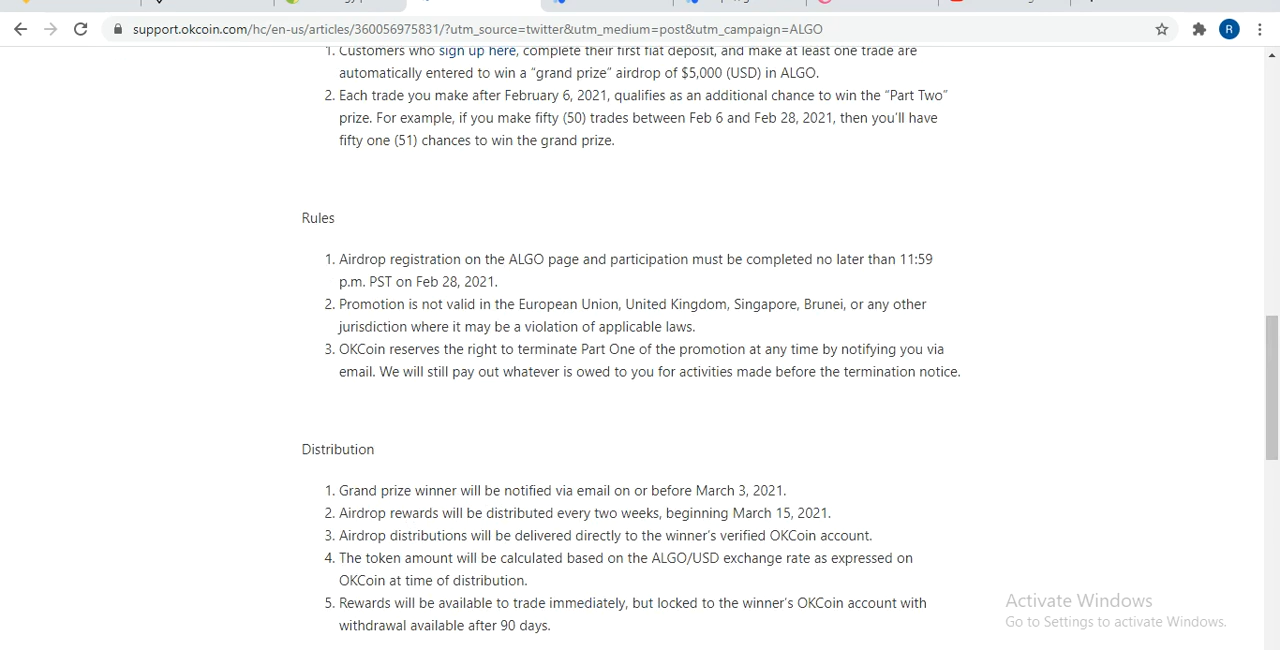 support.okcoin.com/hc/en-us/articles/360056975831/?utm_source=twitter&utm_medium=post&utm_campaign=ALGO
R
1. Customers who sign up here, complete their first fiat deposit, and make at least one trade are
automatically entered to win a “grand prize” airdrop of $5,000 (USD) in ALGO.
2. Each trade you make after February 6, 2021, qualifies as an additional chance to win the “Part Two”
prize. For example, if you make fifty (50) trades between Feb 6 and Feb 28, 2021, then you’ll have
fifty one (51) chances to win the grand prize.
Rules
1. Airdrop registration on the ALGO page and participation must be completed no later than 11:59
p.m. PST on Feb 28, 2021.
2. Promotion is not valid in the European Union, United Kingdom, Singapore, Brunei, or any other
jurisdiction where it may be a violation of applicable laws.
3. OKCoin reserves the right to terminate Part One of the promotion at any time by notifying you via
email. We will still pay out whatever is owed to you for activities made before the termination notice.
Distribution
1. Grand prize winner will be notified via email on or before March 3, 2021.
2. Airdrop rewards will be distributed every two weeks, beginning March 15, 2021.
3. Airdrop distributions will be delivered directly to the winner’s verified OKCoin account.
4. The token amount will be calculated based on the ALGO/USD exchange rate as expressed on
OKCoin at time of distribution.
5. Rewards will be available to trade immediately, but locked to the winner’s OKCoin account with
withdrawal available after 90 days.
Activate Windows
Go to Settings to activate Windows.